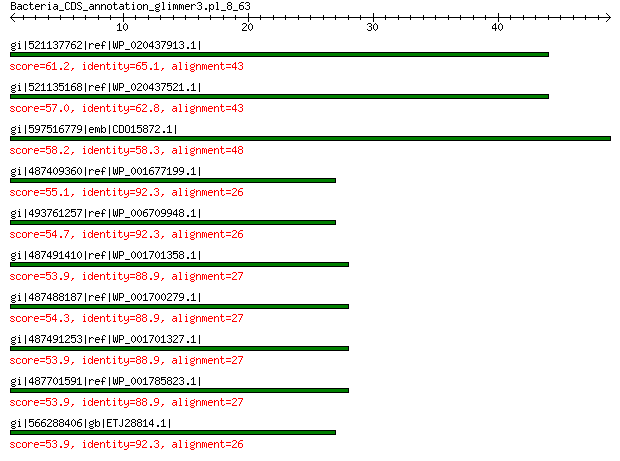 Bacteria_CDS_annotation_glimmer3.pl_8_63
10 20 30 40
gi|521137762|ref|WP_020437913.1|
score=61.2, identity=65.1, alignment=43
gi|521135168|ref|WP_020437521.1|
score=57.0, identity=62.8, alignment=43
gi|597516779|emb|CDO15872.1|
score=58.2, identity=58.3, alignment=48
gi|487409360|ref|WP_001677199.1|
score=55.1, identity=92.3, alignment=26
gi|493761257|ref|WP_006709948.1|
score=54.7, identity=92.3, alignment=26
gi|487491410|ref|WP_001701358.1|
score=53.9, identity=88.9, alignment=27
gi|487488187|ref|WP_001700279.1|
score=54.3, identity=88.9, alignment=27
gi|487491253|ref|WP_001701327.1|
score=53.9, identity=88.9, alignment=27
gi|487701591|ref|WP_001785823.1|
score=53.9, identity=88.9, alignment=27
gi|566288406|gb|ETJ28814.1|
score=53.9, identity=92.3, alignment=26